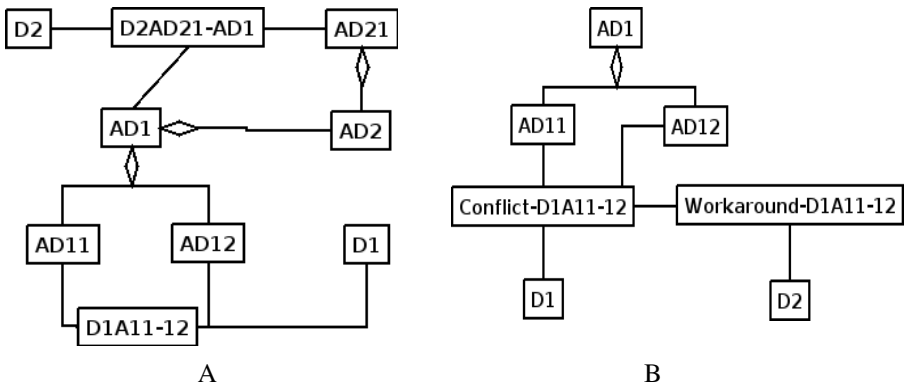 D2
D2AD21-AD1
AD21
AD1
AD2
AD11
AD12
D1
D1A11-12
A
AD1
AD11
AD12
Conflict-D1A11-12
Workaround-D1A11-12
D1
D2
B